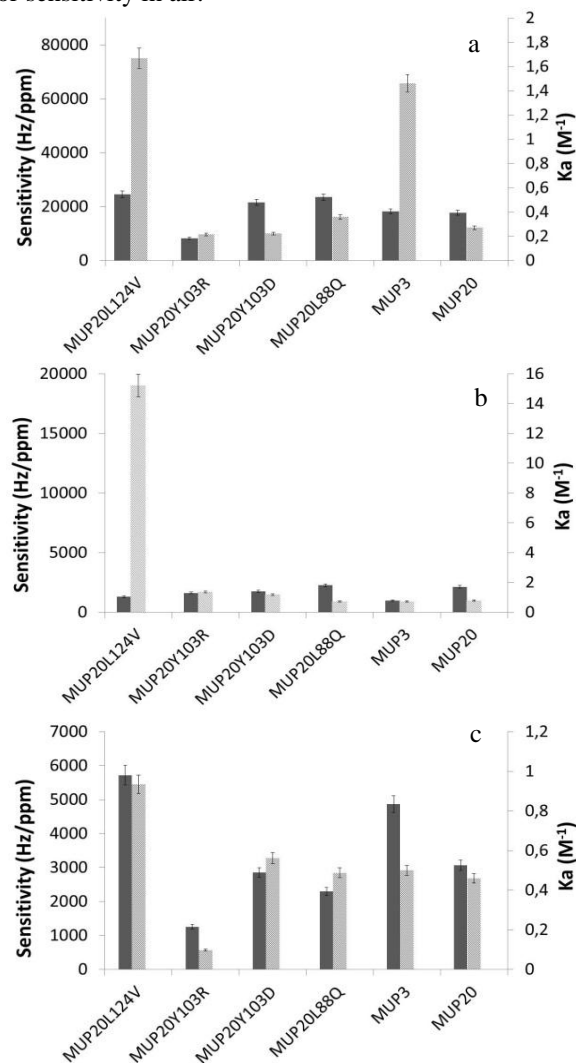 or sensitivity in air.
a
Sensitivity (Hz/ppm)
80000
60000
40000
20000
0
2
1,8
1,6
1,4
1,2
1
0,8
0,6
0,4
0,2
0
Ka (M-1)
MUP20L124V
MUP20Y103R
MUP20Y103D
MUP20L88Q
MUP3
MUP20
b
Sensitivity (Hz/ppm)
20000
15000
10000
5000
0
16
14
12
10
8
6
4
2
0
Ka (M-1)
MUP20L124V
MUP20Y103R
MUP20Y103D
MUP20L88Q
MUP3
MUP20
c
Sensitivity (Hz/ppm)
7000
6000
5000
4000
3000
2000
1000
0
1,2
1
0,8
0,6
0,4
0,2
0
Ka (M-1)
MUP20L124V
MUP20Y103R
MUP20Y103D
MUP20L88Q
MUP3
MUP20